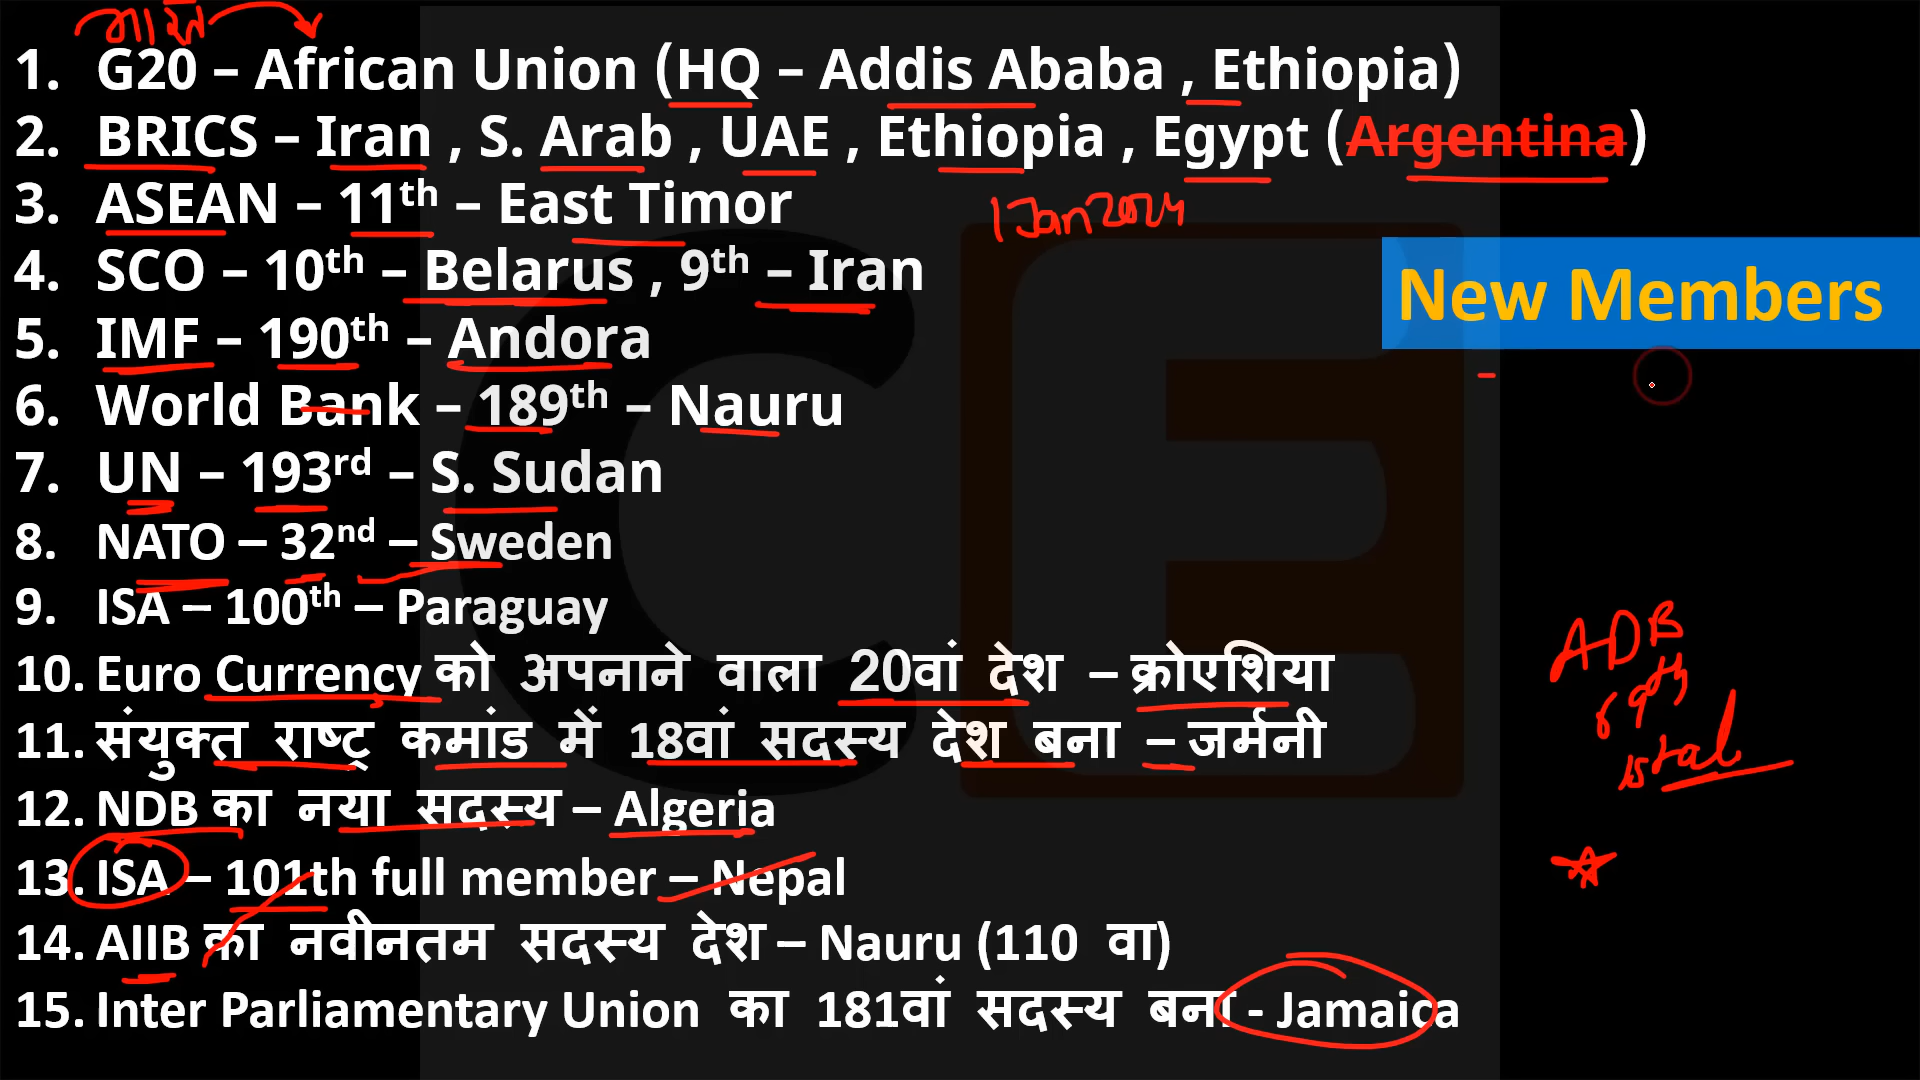 1. G20 – African Union (HQ – Addis Ababa , Ethiopia)
2. BRICS – Iran , S. Arab , UAE , Ethiopia , Egypt (Argentina)
3. ASEAN – 11th – East Timor
1 Jan 2024
4. SCO – 10th – Belarus , 9th – Iran
New Members
5. IMF – 190th – Andora
6. World Bank – 189th – Nauru
7. UN – 193rd – S. Sudan
8. NATO – 32nd – Sweden
9. ISA – 100th – Paraguay
10. Euro Currency को अपनाने वाला 20वां देश – क्रोएशिया
11. संयुक्त राष्ट्र कमांड में 18वां सदस्य देश बना – जर्मनी
12. NDB का नया सदस्य – Algeria
13. ISA – 101th full member – Nepal
14. AIIB का नवीनतम सदस्य देश – Nauru (110 वा)
15. Inter Parliamentary Union का 181वां सदस्य बना - Jamaica
ADB
69th
CE